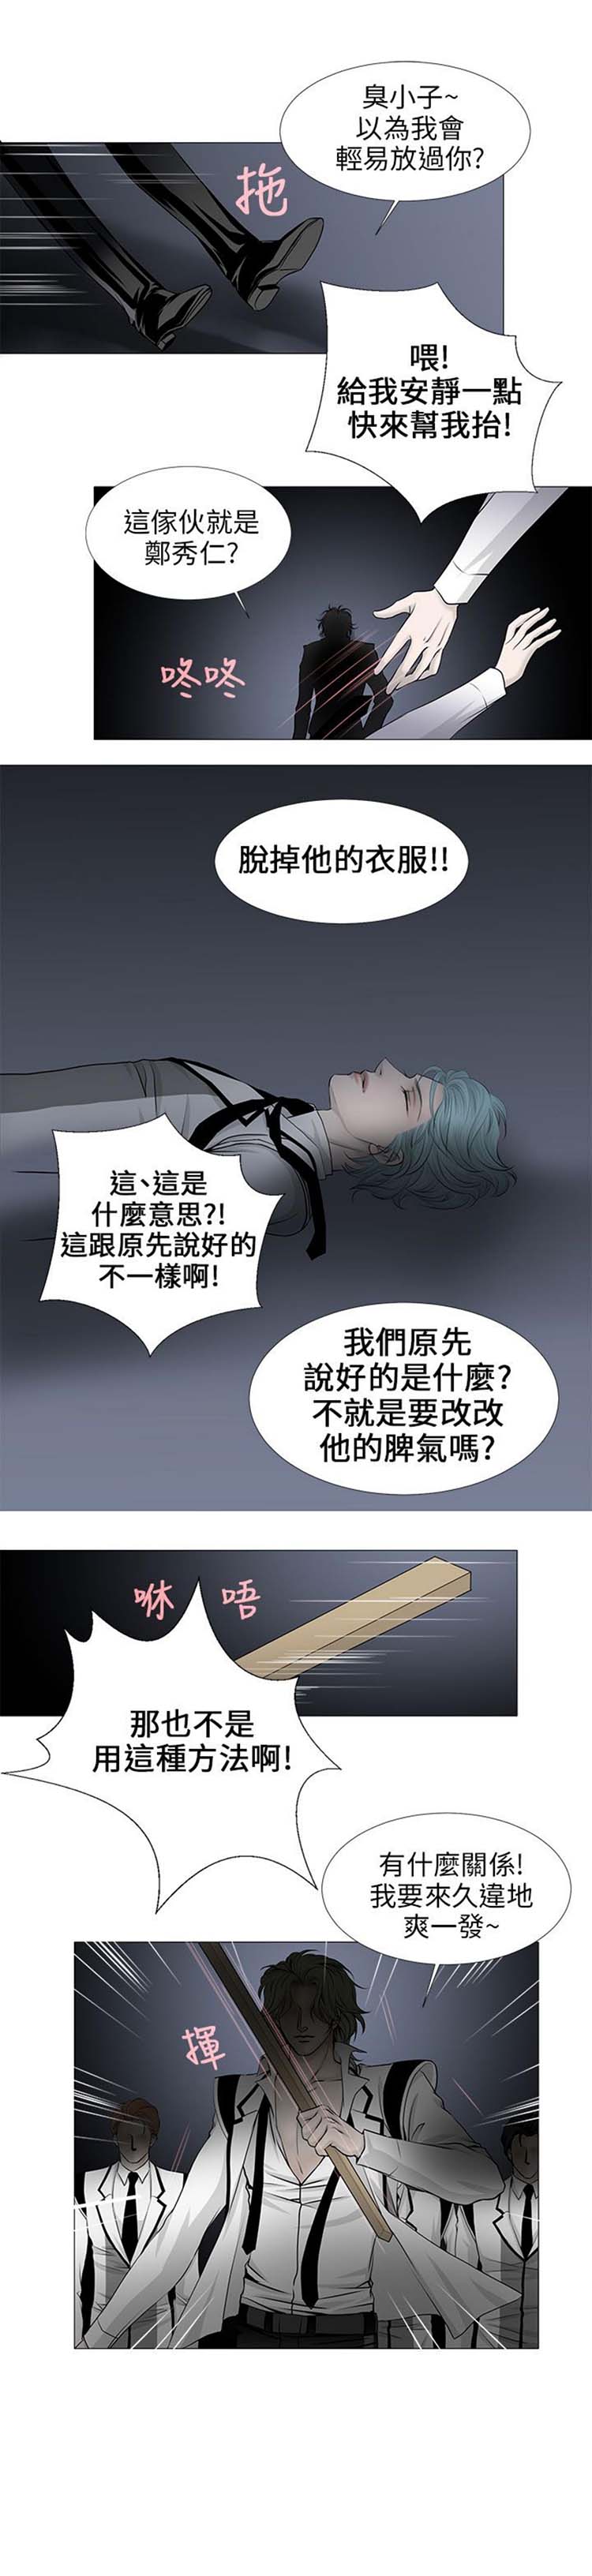 臭小子~
以為我會
輕易放過你?
拖
喂!
給我安靜一點
快來幫我抬!
這傢伙就是
鄭秀仁?
咚咚
脫掉他的衣服!!
這、這是
什麼意思?!
這跟原先說好的
不一樣啊!
我們原先
說好的是什麼?
不就是要改改
他的脾氣嗎?
咻 唔
那也不是
用這種方法啊!
有什麼關係!
我要來久違地
爽一發~
揮